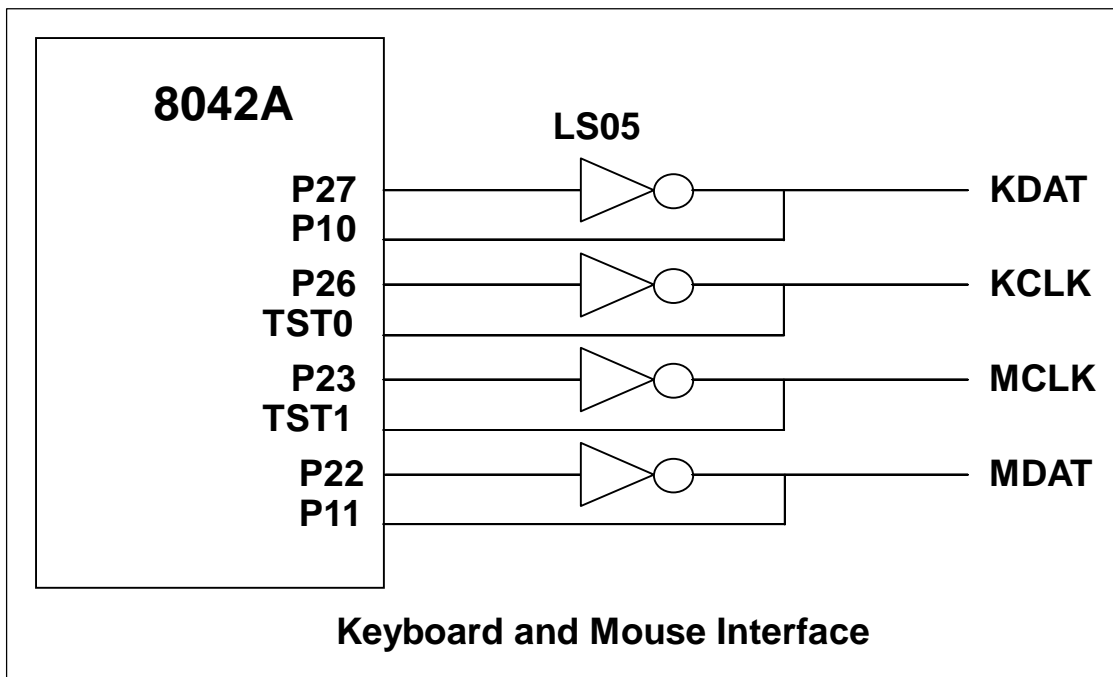 8042A
LS05
P27
KDAT
P10
P26
KCLK
TST0
P23
MCLK
TST1
P22
MDAT
P11
Keyboard and Mouse Interface